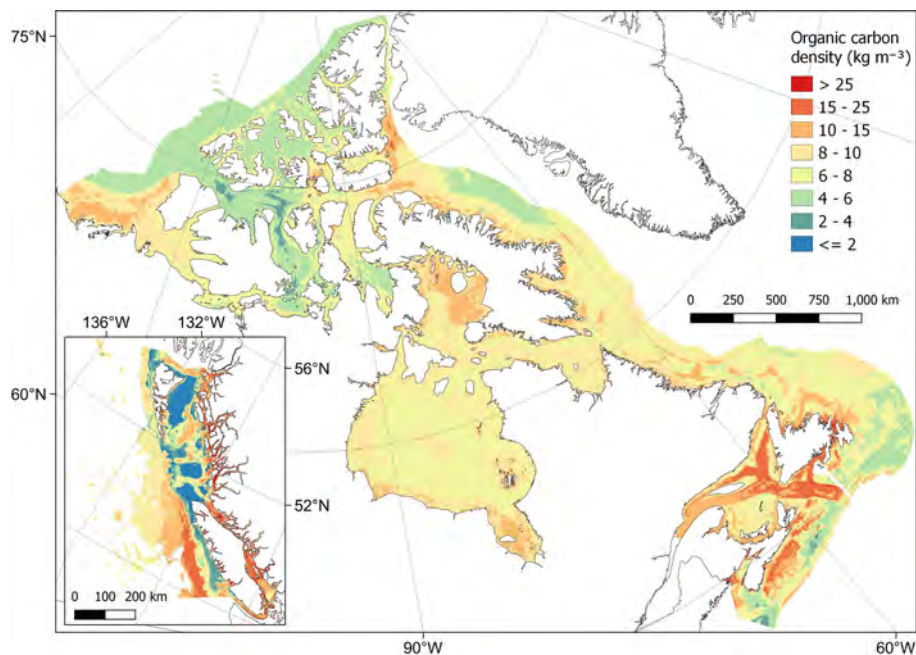 75°N
Organic carbon
density (kg m⁻³)
> 25
15 - 25
10 - 15
8 - 10
6 - 8
4 - 6
2 - 4
<= 2
0 250 500 750 1,000 km
136°W 132°W
56°N
60°N
52°N
0 100 200 km
90°W 60°W